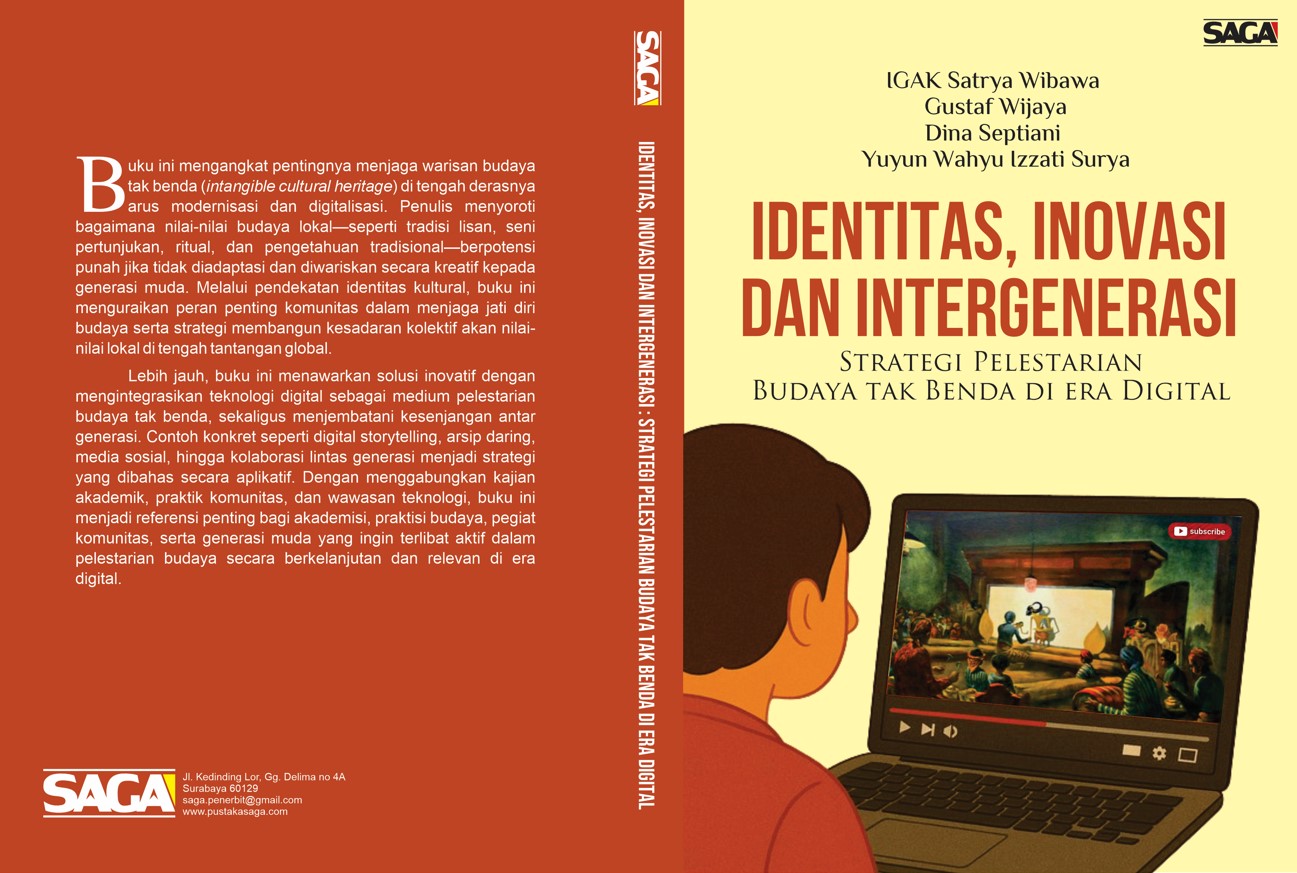 Buku ini mengangkat pentingnya menjaga warisan budaya
tak benda (intangible cultural heritage) di tengah derasnya
arus modernisasi dan digitalisasi. Penulis menyoroti
bagaimana nilai-nilai budaya lokal—seperti tradisi lisan, seni
pertunjukan, ritual, dan pengetahuan tradisional—berpotensi
punah jika tidak diadaptasi dan diwariskan secara kreatif kepada
generasi muda. Melalui pendekatan identitas kultural, buku ini
menguraikan peran penting komunitas dalam menjaga jati diri
budaya serta strategi membangun kesadaran kolektif akan nilai-
nilai lokal di tengah tantangan global.
Lebih jauh, buku ini menawarkan solusi inovatif dengan
mengintegrasikan teknologi digital sebagai medium pelestarian
budaya tak benda, sekaligus menjembatani kesenjangan antar
generasi. Contoh konkret seperti digital storytelling, arsip daring,
media sosial, hingga kolaborasi lintas generasi menjadi strategi
yang dibahas secara aplikatif. Dengan menggabungkan kajian
akademik, praktik komunitas, dan wawasan teknologi, buku ini
menjadi referensi penting bagi akademisi, praktisi budaya, pegiat
komunitas, serta generasi muda yang ingin terlibat aktif dalam
pelestarian budaya secara berkelanjutan dan relevan di era
digital.
SAGA
Jl. Kedinding Lor, Gg. Delima no 4A
Surabaya 60129
saga.penerbit@gmail.com
www.pustakasaga.com
SAGA
IDENTITAS, INOVASI DAN INTERGENERASI : STRATEGI PELESTARIAN BUDAYA TAK BENDA DI ERA DIGITAL
SAGA
IGAK Satrya Wibawa
Gustaf Wijaya
Dina Septiani
Yuyun Wahyu Izzati Surya
IDENTITAS, INOVASI
DAN INTERGENERASI
STRATEGI PELESTARIAN
BUDAYA TAK BENDA DI ERA DIGITAL
subscribe